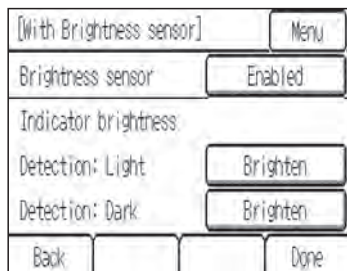 [With Brightness sensor] Menu
Brightness sensor Enabled
Indicator brightness
Detection: Light Brighten
Detection: Dark Brighten
Back Done